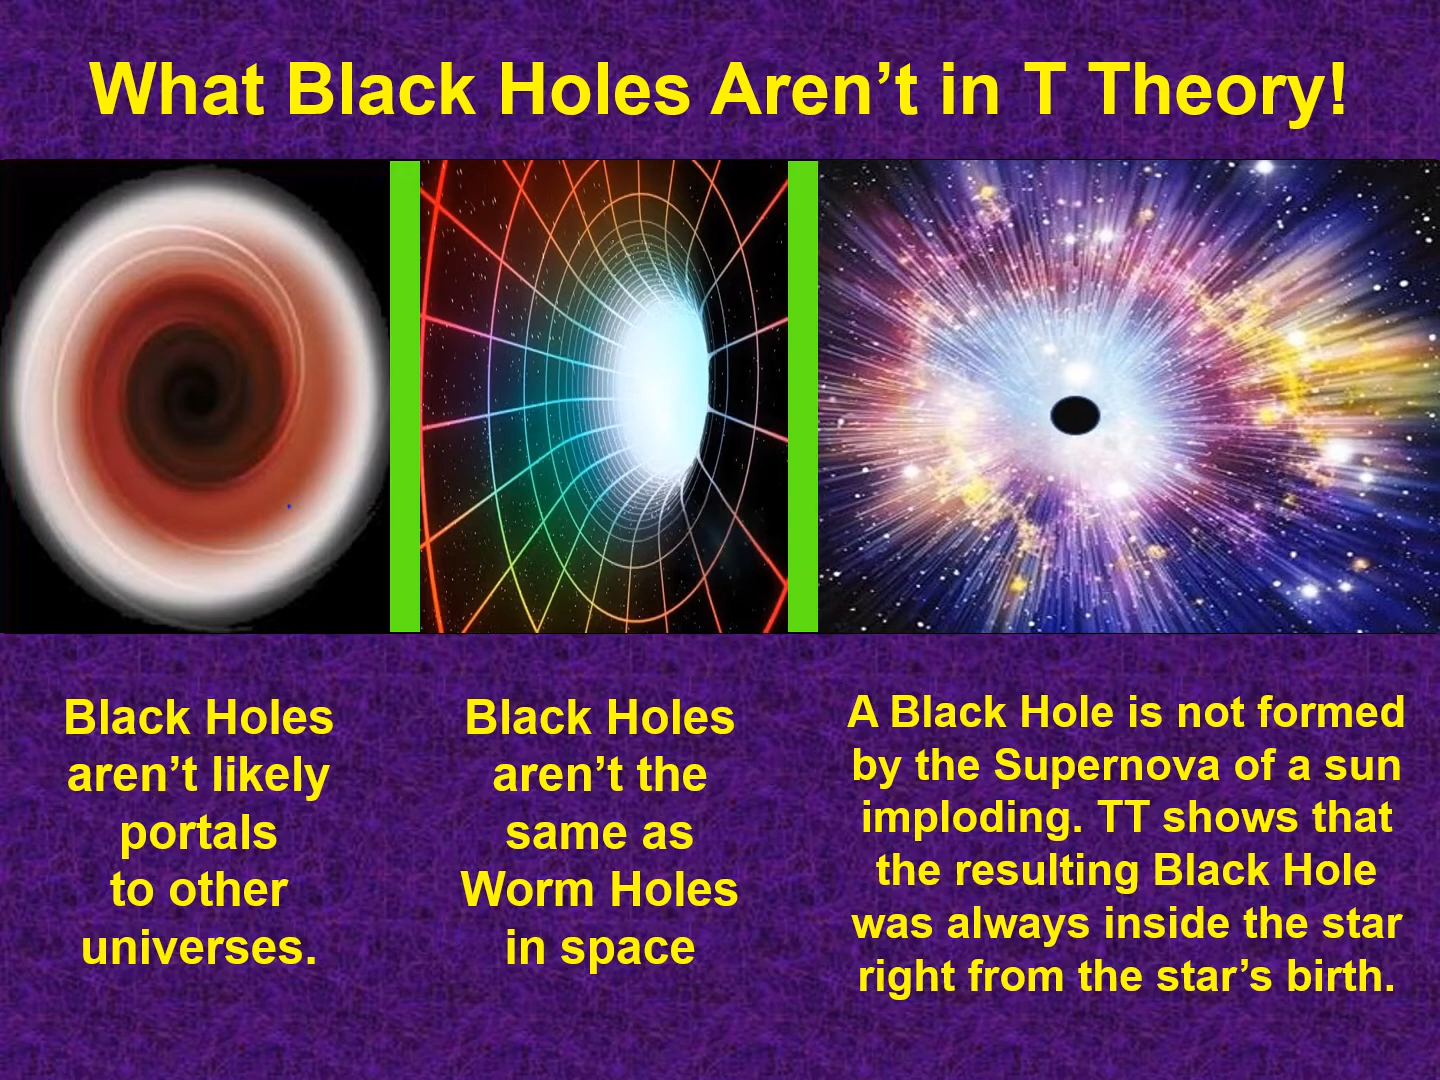 What Black Holes Aren’t in T Theory!
Black Holes
aren’t likely
portals
to other
universes.
Black Holes
aren’t the
same as
Worm Holes
in space
A Black Hole is not formed
by the Supernova of a sun
imploding. TT shows that
the resulting Black Hole
was always inside the star
right from the star’s birth.